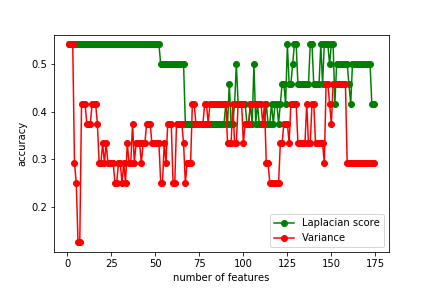 accuracy
0.5
0.4
0.3
0.2
Laplacian score
Variance
0 25 50 75 100 125 150 175
number of features